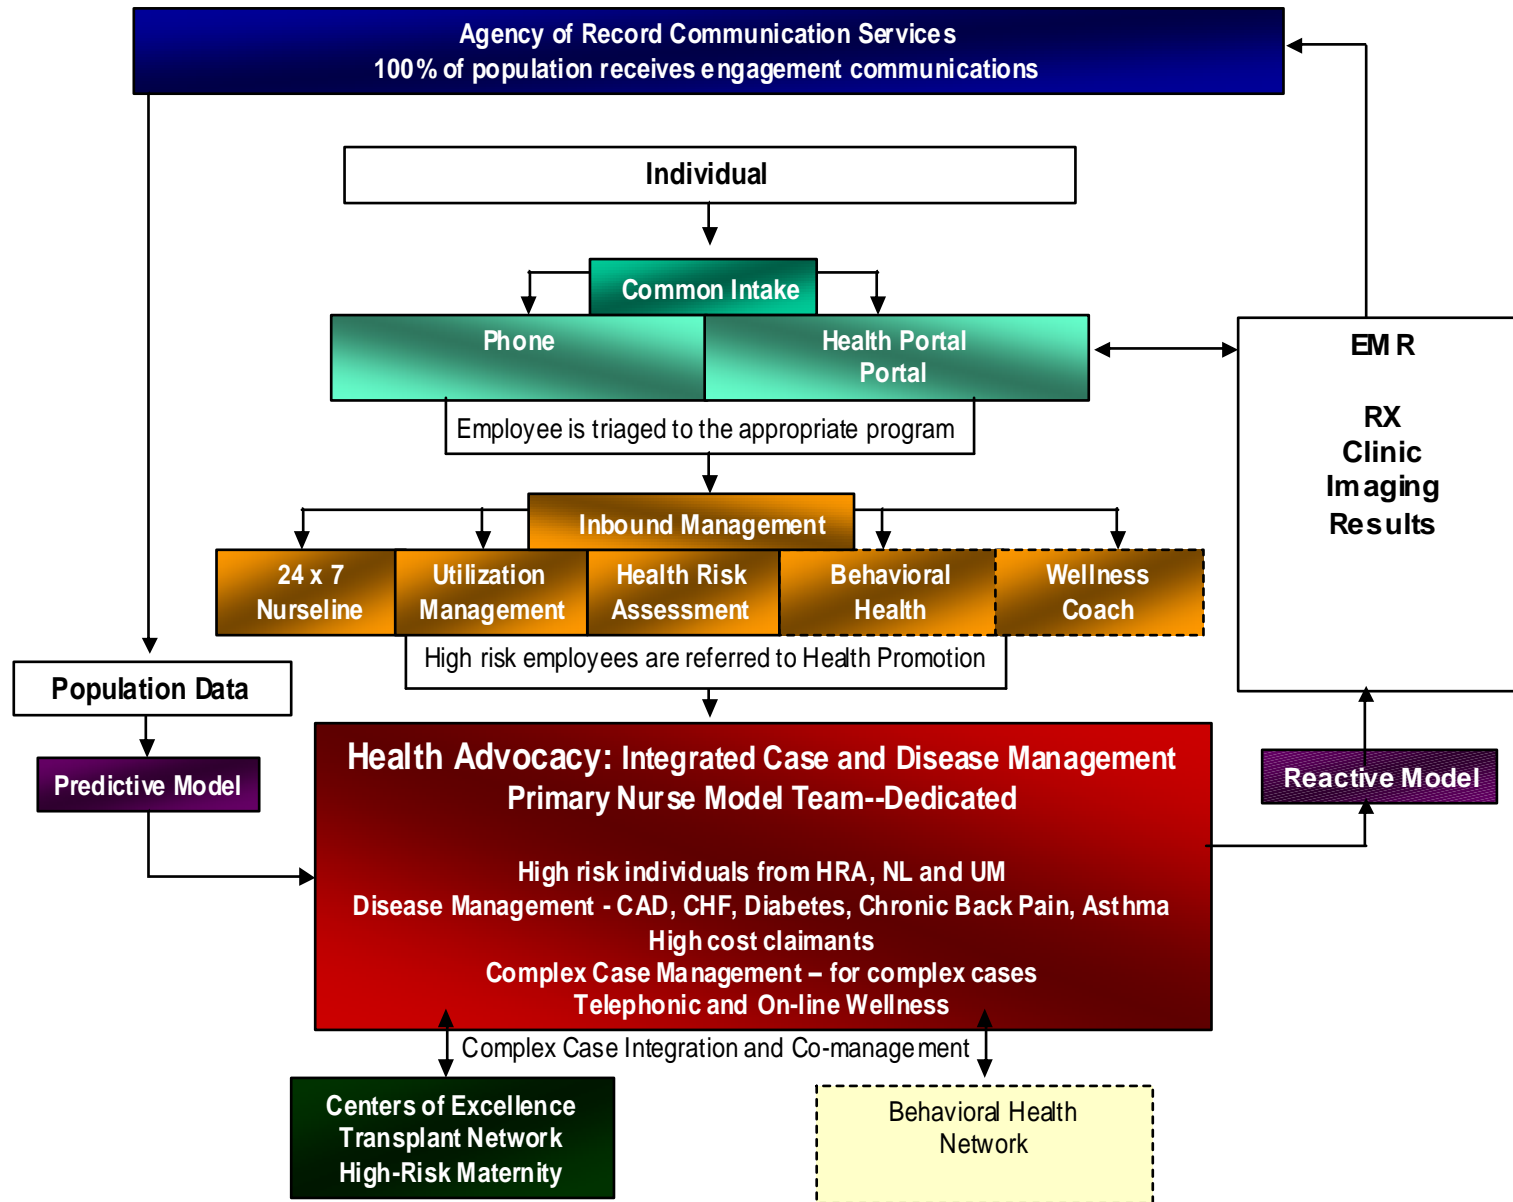 Agency of Record Communication Services
100% of population receives engagement communications
Individual
Common Intake
Phone
Health Portal
Portal
Employee is triaged to the appropriate program
EMR
RX
Clinic
Imaging
Results
Inbound Management
24 x 7
Nurseline
Utilization
Management
Health Risk
Assessment
Behavioral
Health
Wellness
Coach
High risk employees are referred to Health Promotion
Population Data
Predictive Model
Reactive Model
Health Advocacy: Integrated Case and Disease Management
Primary Nurse Model Team--Dedicated
High risk individuals from HRA, NL and UM
Disease Management - CAD, CHF, Diabetes, Chronic Back Pain, Asthma
High cost claimants
Complex Case Management – for complex cases
Telephonic and On-line Wellness
Complex Case Integration and Co-management
Centers of Excellence
Transplant Network
High-Risk Maternity
Behavioral Health
Network